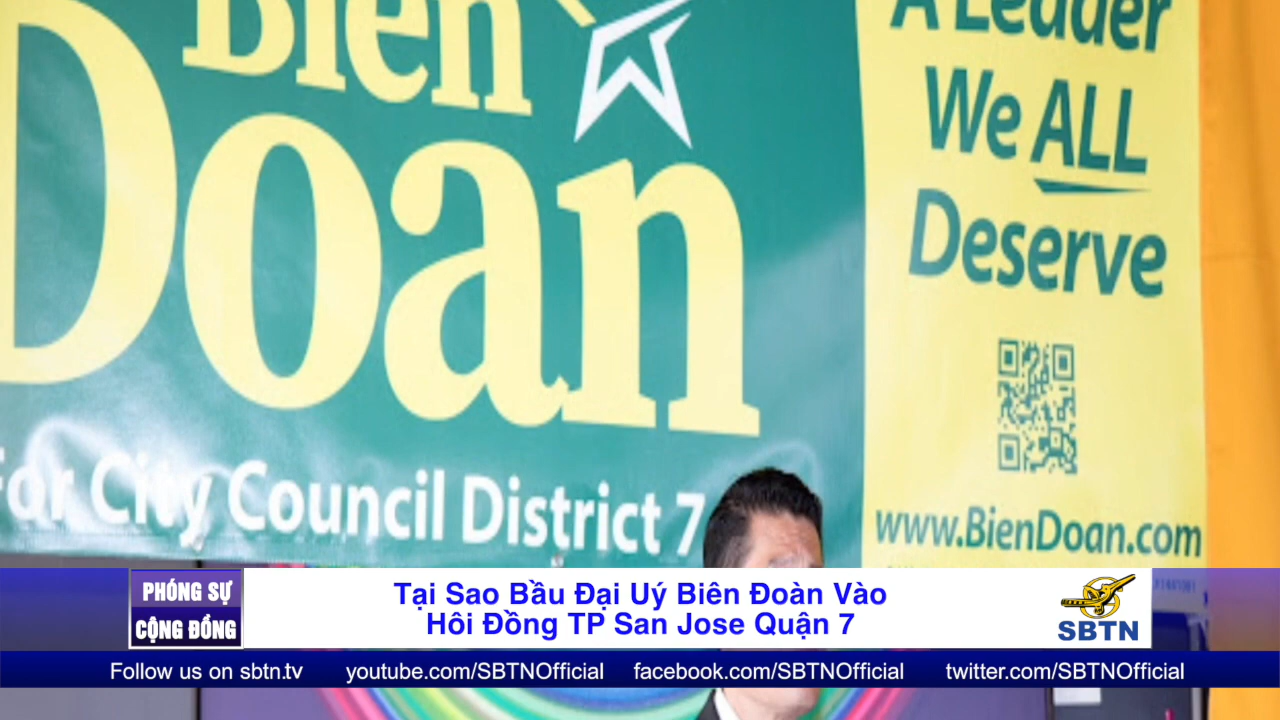 Bien
Doan
For City Council District 7
A Leader
We ALL
Deserve
www.BienDoan.com
PHÓNG SỰ
CỘNG ĐỒNG
Tại Sao Bầu Đại Uý Biên Đoàn Vào
Hôi Đồng TP San Jose Quận 7
SBTN
Follow us on sbtn.tv youtube.com/SBTNOfficial facebook.com/SBTNOfficial twitter.com/SBTNOfficial